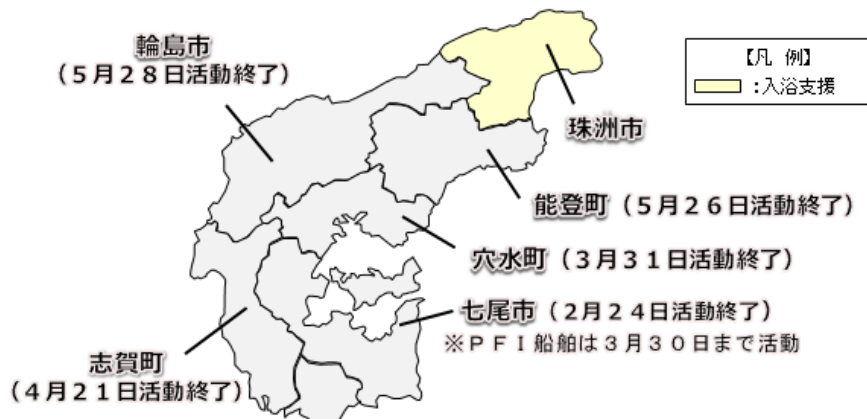 輪島市
（５月２８日活動終了）
【凡 例】
：入浴支援
珠洲市
能登町（５月２６日活動終了）
穴水町（３月３１日活動終了）
七尾市（２月２４日活動終了）
※ＰＦＩ船舶は３月３０日まで活動
志賀町
（４月２１日活動終了）